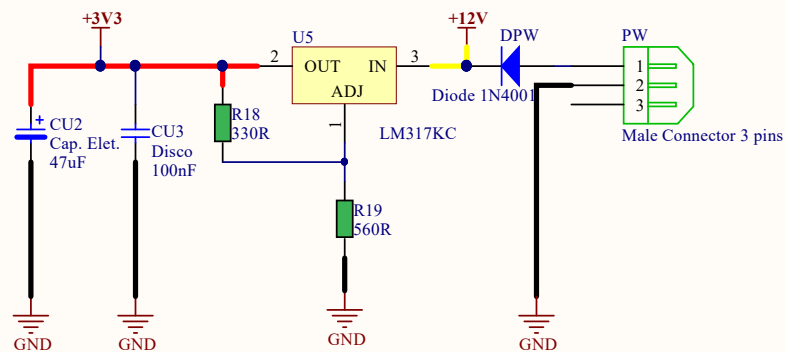 +3V3
+12V
U5
DPW
PW
2
OUT
IN
3
ADJ
1
1
2
3
Diode 1N4001
Male Connector 3 pins
LM317KC
R18
330R
+
CU2
Cap. Elet.
47uF
CU3
Disco
100nF
R19
560R
GND
GND
GND
GND